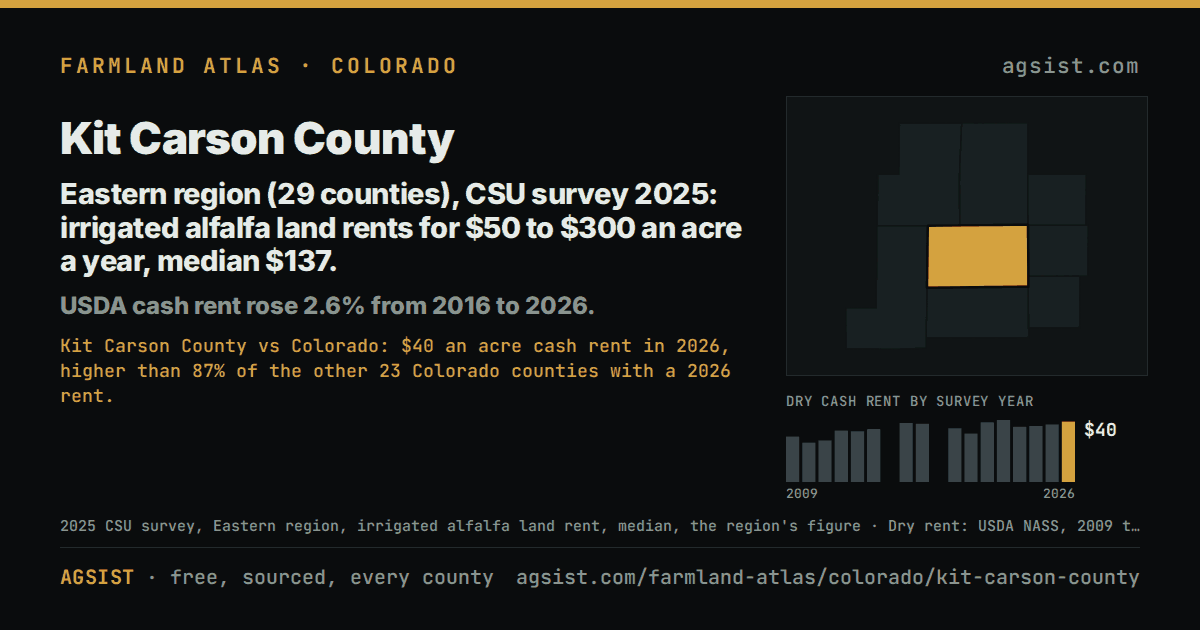 FARMLAND ATLAS · COLORADO
agsist.com
Kit Carson County
Eastern region (29 counties), CSU survey 2025:
irrigated alfalfa land rents for $50 to $300 an acre
a year, median $137.
USDA cash rent rose 2.6% from 2016 to 2026.
Kit Carson County vs Colorado: $40 an acre cash rent in 2026,
higher than 87% of the other 23 Colorado counties with a 2026
rent.
DRY CASH RENT BY SURVEY YEAR
$40
2009 2026
2025 CSU survey, Eastern region, irrigated alfalfa land rent, median, the region's figure · Dry rent: USDA NASS, 2009 t…
AGSIST · free, sourced, every county agsist.com/farmland-atlas/colorado/kit-carson-county